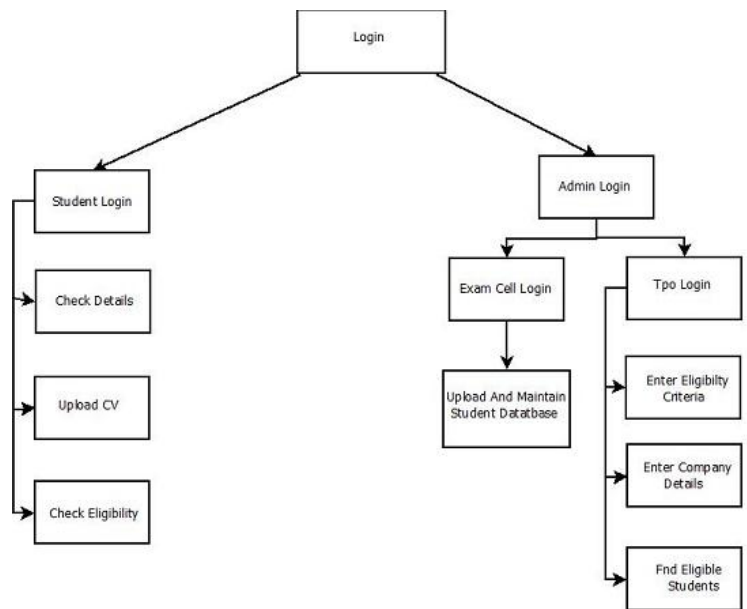 Login
Student Login
Admin Login
Check Details
Exam Cell Login
Tpo Login
Upload CV
Upload And Maintain
Student Datatbase
Enter Eligibilty
Criteria
Check Eligibility
Enter Company
Details
Fnd Eligible
Students